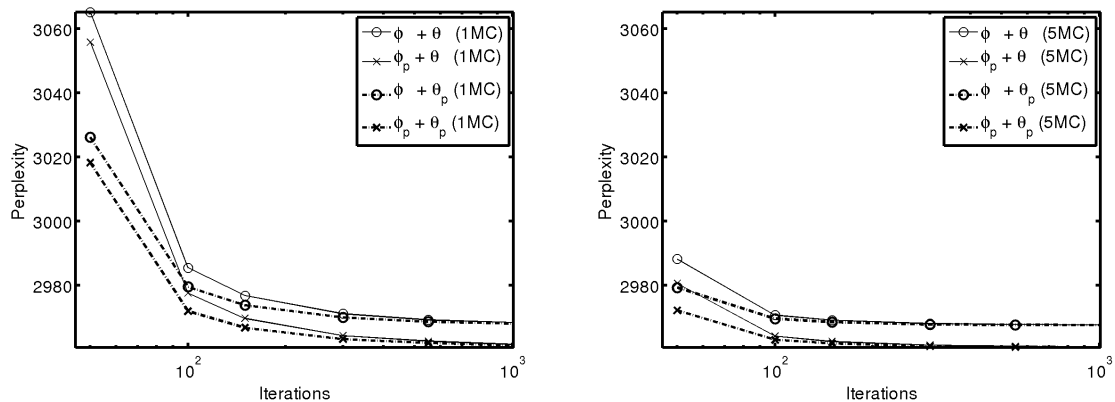 3060
3040
3020
3000
2980
Perplexity
10²
10³
Iterations
ϕ + θ (1MC)
ϕₚ + θ (1MC)
ϕ + θₚ (1MC)
ϕₚ + θₚ (1MC)
3060
3040
3020
3000
2980
Perplexity
10²
10³
Iterations
ϕ + θ (5MC)
ϕₚ + θ (5MC)
ϕ + θₚ (5MC)
ϕₚ + θₚ (5MC)